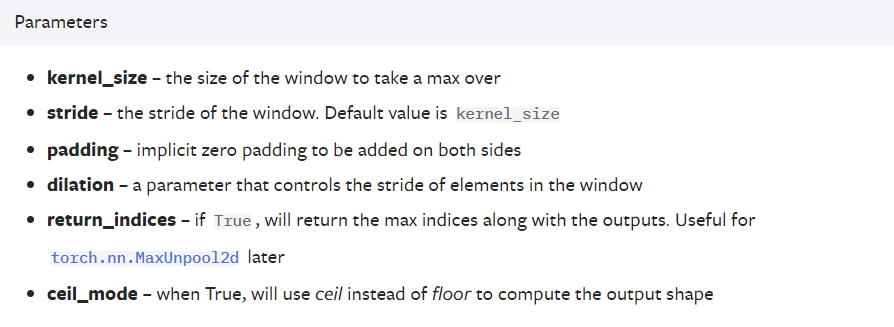 Parameters
• kernel_size – the size of the window to take a max over
• stride – the stride of the window. Default value is kernel_size
• padding – implicit zero padding to be added on both sides
• dilation – a parameter that controls the stride of elements in the window
• return_indices – if True, will return the max indices along with the outputs. Useful for
torch.nn.MaxUnpool2d later
• ceil_mode – when True, will use ceil instead of floor to compute the output shape